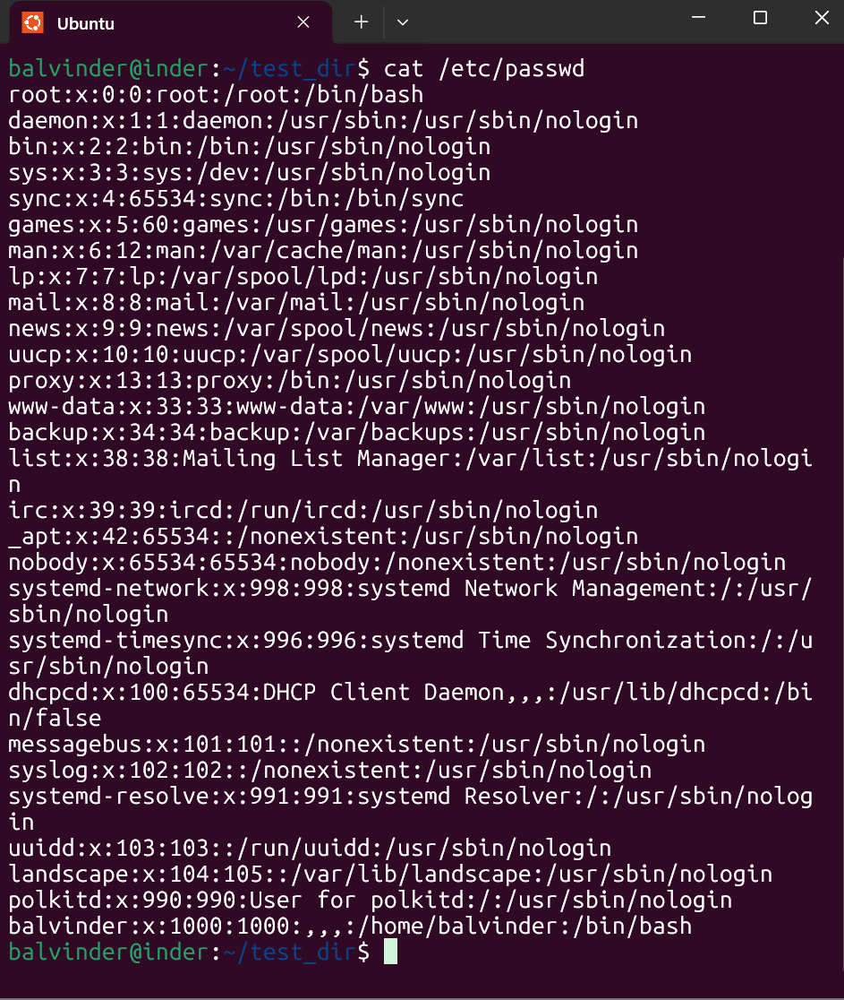 Ubuntu
balvinder@inder:~/test_dir$ cat /etc/passwd
root:x:0:0:root:/root:/bin/bash
daemon:x:1:1:daemon:/usr/sbin:/usr/sbin/nologin
bin:x:2:2:bin:/bin:/usr/sbin/nologin
sys:x:3:3:sys:/dev:/usr/sbin/nologin
sync:x:4:65534:sync:/bin:/bin/sync
games:x:5:60:games:/usr/games:/usr/sbin/nologin
man:x:6:12:man:/var/cache/man:/usr/sbin/nologin
lp:x:7:7:lp:/var/spool/lpd:/usr/sbin/nologin
mail:x:8:8:mail:/var/mail:/usr/sbin/nologin
news:x:9:9:news:/var/spool/news:/usr/sbin/nologin
uucp:x:10:10:uucp:/var/spool/uucp:/usr/sbin/nologin
proxy:x:13:13:proxy:/bin:/usr/sbin/nologin
www-data:x:33:33:www-data:/var/www:/usr/sbin/nologin
backup:x:34:34:backup:/var/backups:/usr/sbin/nologin
list:x:38:38:Mailing List Manager:/var/list:/usr/sbin/nologi
n
irc:x:39:39:ircd:/run/ircd:/usr/sbin/nologin
_apt:x:42:65534::/nonexistent:/usr/sbin/nologin
nobody:x:65534:65534:nobody:/nonexistent:/usr/sbin/nologin
systemd-network:x:998:998:systemd Network Management:/:/usr/
sbin/nologin
systemd-timesync:x:996:996:systemd Time Synchronization:/:/u
sr/sbin/nologin
dhcpcd:x:100:65534:DHCP Client Daemon,,,:/usr/lib/dhcpcd:/bi
n/false
messagebus:x:101:101::/nonexistent:/usr/sbin/nologin
syslog:x:102:102::/nonexistent:/usr/sbin/nologin
systemd-resolve:x:991:991:systemd Resolver:/:/usr/sbin/nolog
in
uuidd:x:103:103::/run/uuidd:/usr/sbin/nologin
landscape:x:104:105::/var/lib/landscape:/usr/sbin/nologin
polkitd:x:990:990:User for polkitd:/:/usr/sbin/nologin
balvinder:x:1000:1000:,,,:/home/balvinder:/bin/bash
balvinder@inder:~/test_dir$